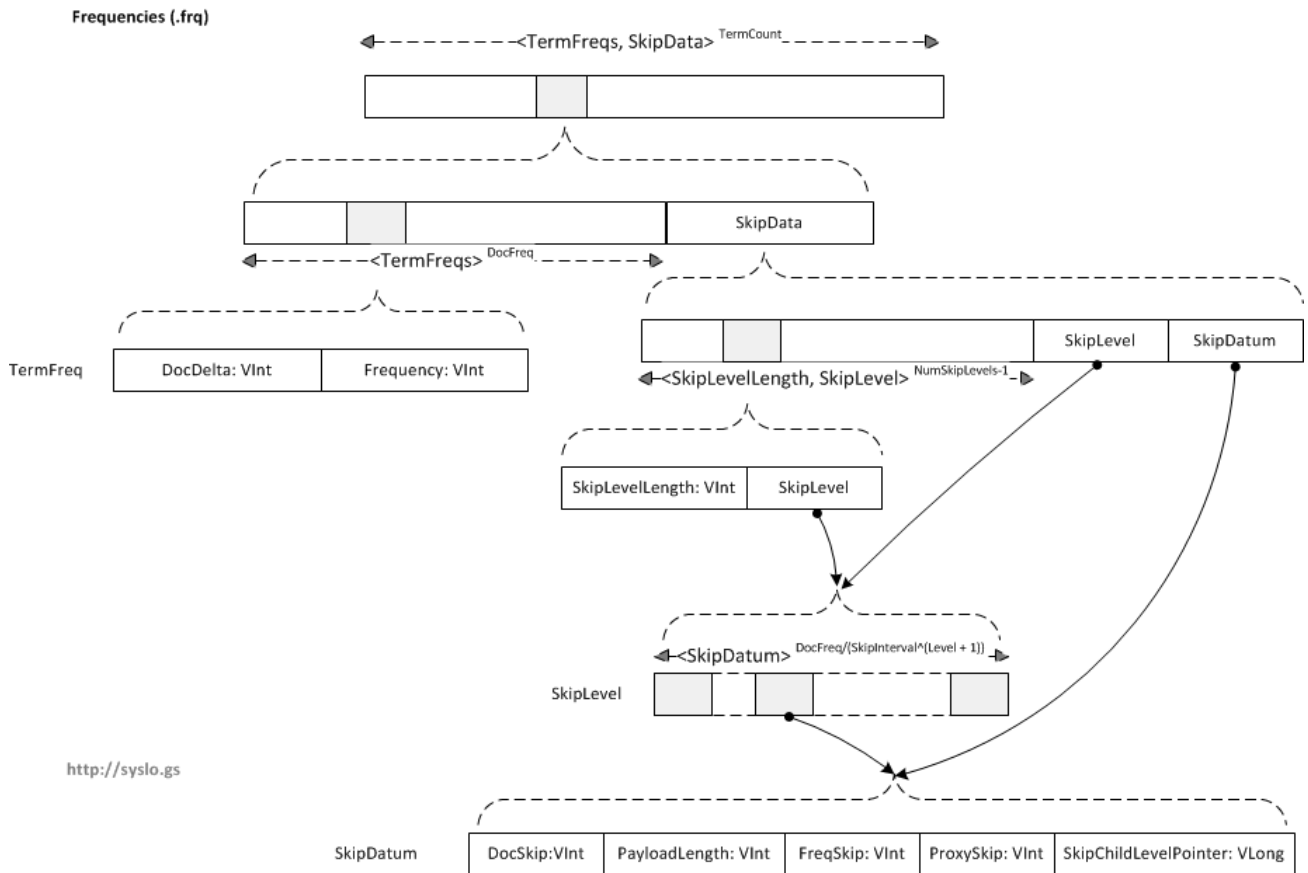 Frequencies (.frq)
<TermFreqs, SkipData> TermCount
SkipData
<TermFreqs> DocFreq
TermFreq
DocDelta: VInt
Frequency: VInt
SkipLevel
SkipDatum
<SkipLevelLength, SkipLevel> NumSkipLevels-1
SkipLevelLength: VInt
SkipLevel
<SkipDatum> DocFreq/(SkipInterval^(Level + 1))
SkipLevel
http://syslo.gs
SkipDatum
DocSkip:VInt
PayloadLength: VInt
FreqSkip: VInt
ProxySkip: VInt
SkipChildLevelPointer: VLong